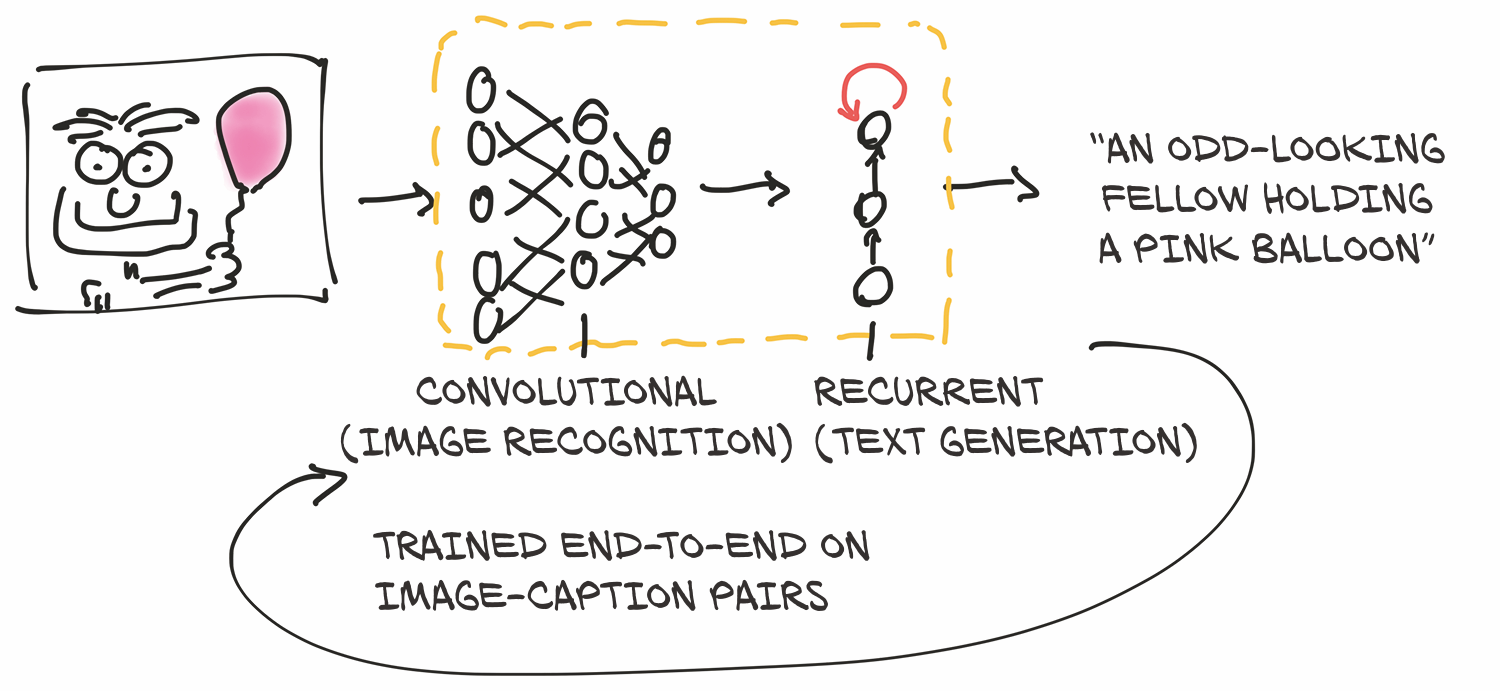 "AN ODD-LOOKING
FELLOW HOLDING
A PINK BALLOON"
CONVOLUTIONAL
(IMAGE RECOGNITION)
RECURRENT
(TEXT GENERATION)
TRAINED END-TO-END ON
IMAGE-CAPTION PAIRS